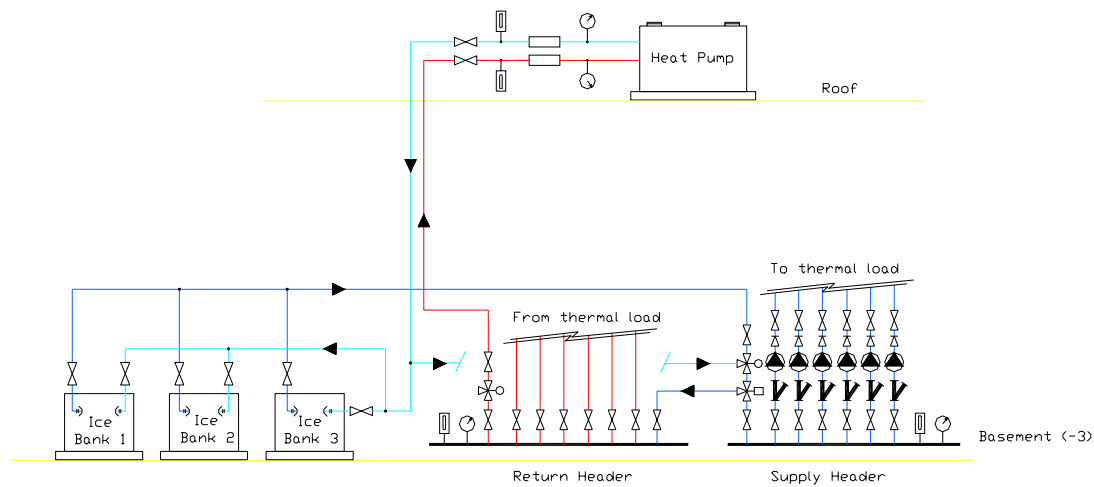 Heat Pump
Roof
To thermal load
From thermal load
Ice
Bank 1
Ice
Bank 2
Ice
Bank 3
Basement (-3)
Return Header
Supply Header